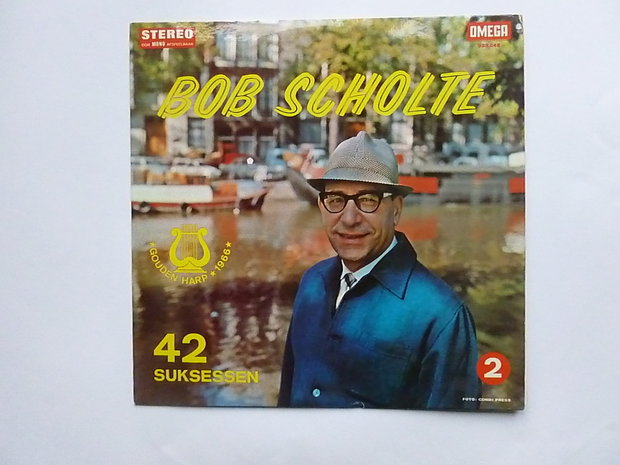 STEREO
OOK MONO AFSPEELBAAR
OMEGA
BOB SCHOLTE
GOUDEN HARP ★ 1966 ★
42
SUKSESSEN
2
FOTO: COMBI PRESS